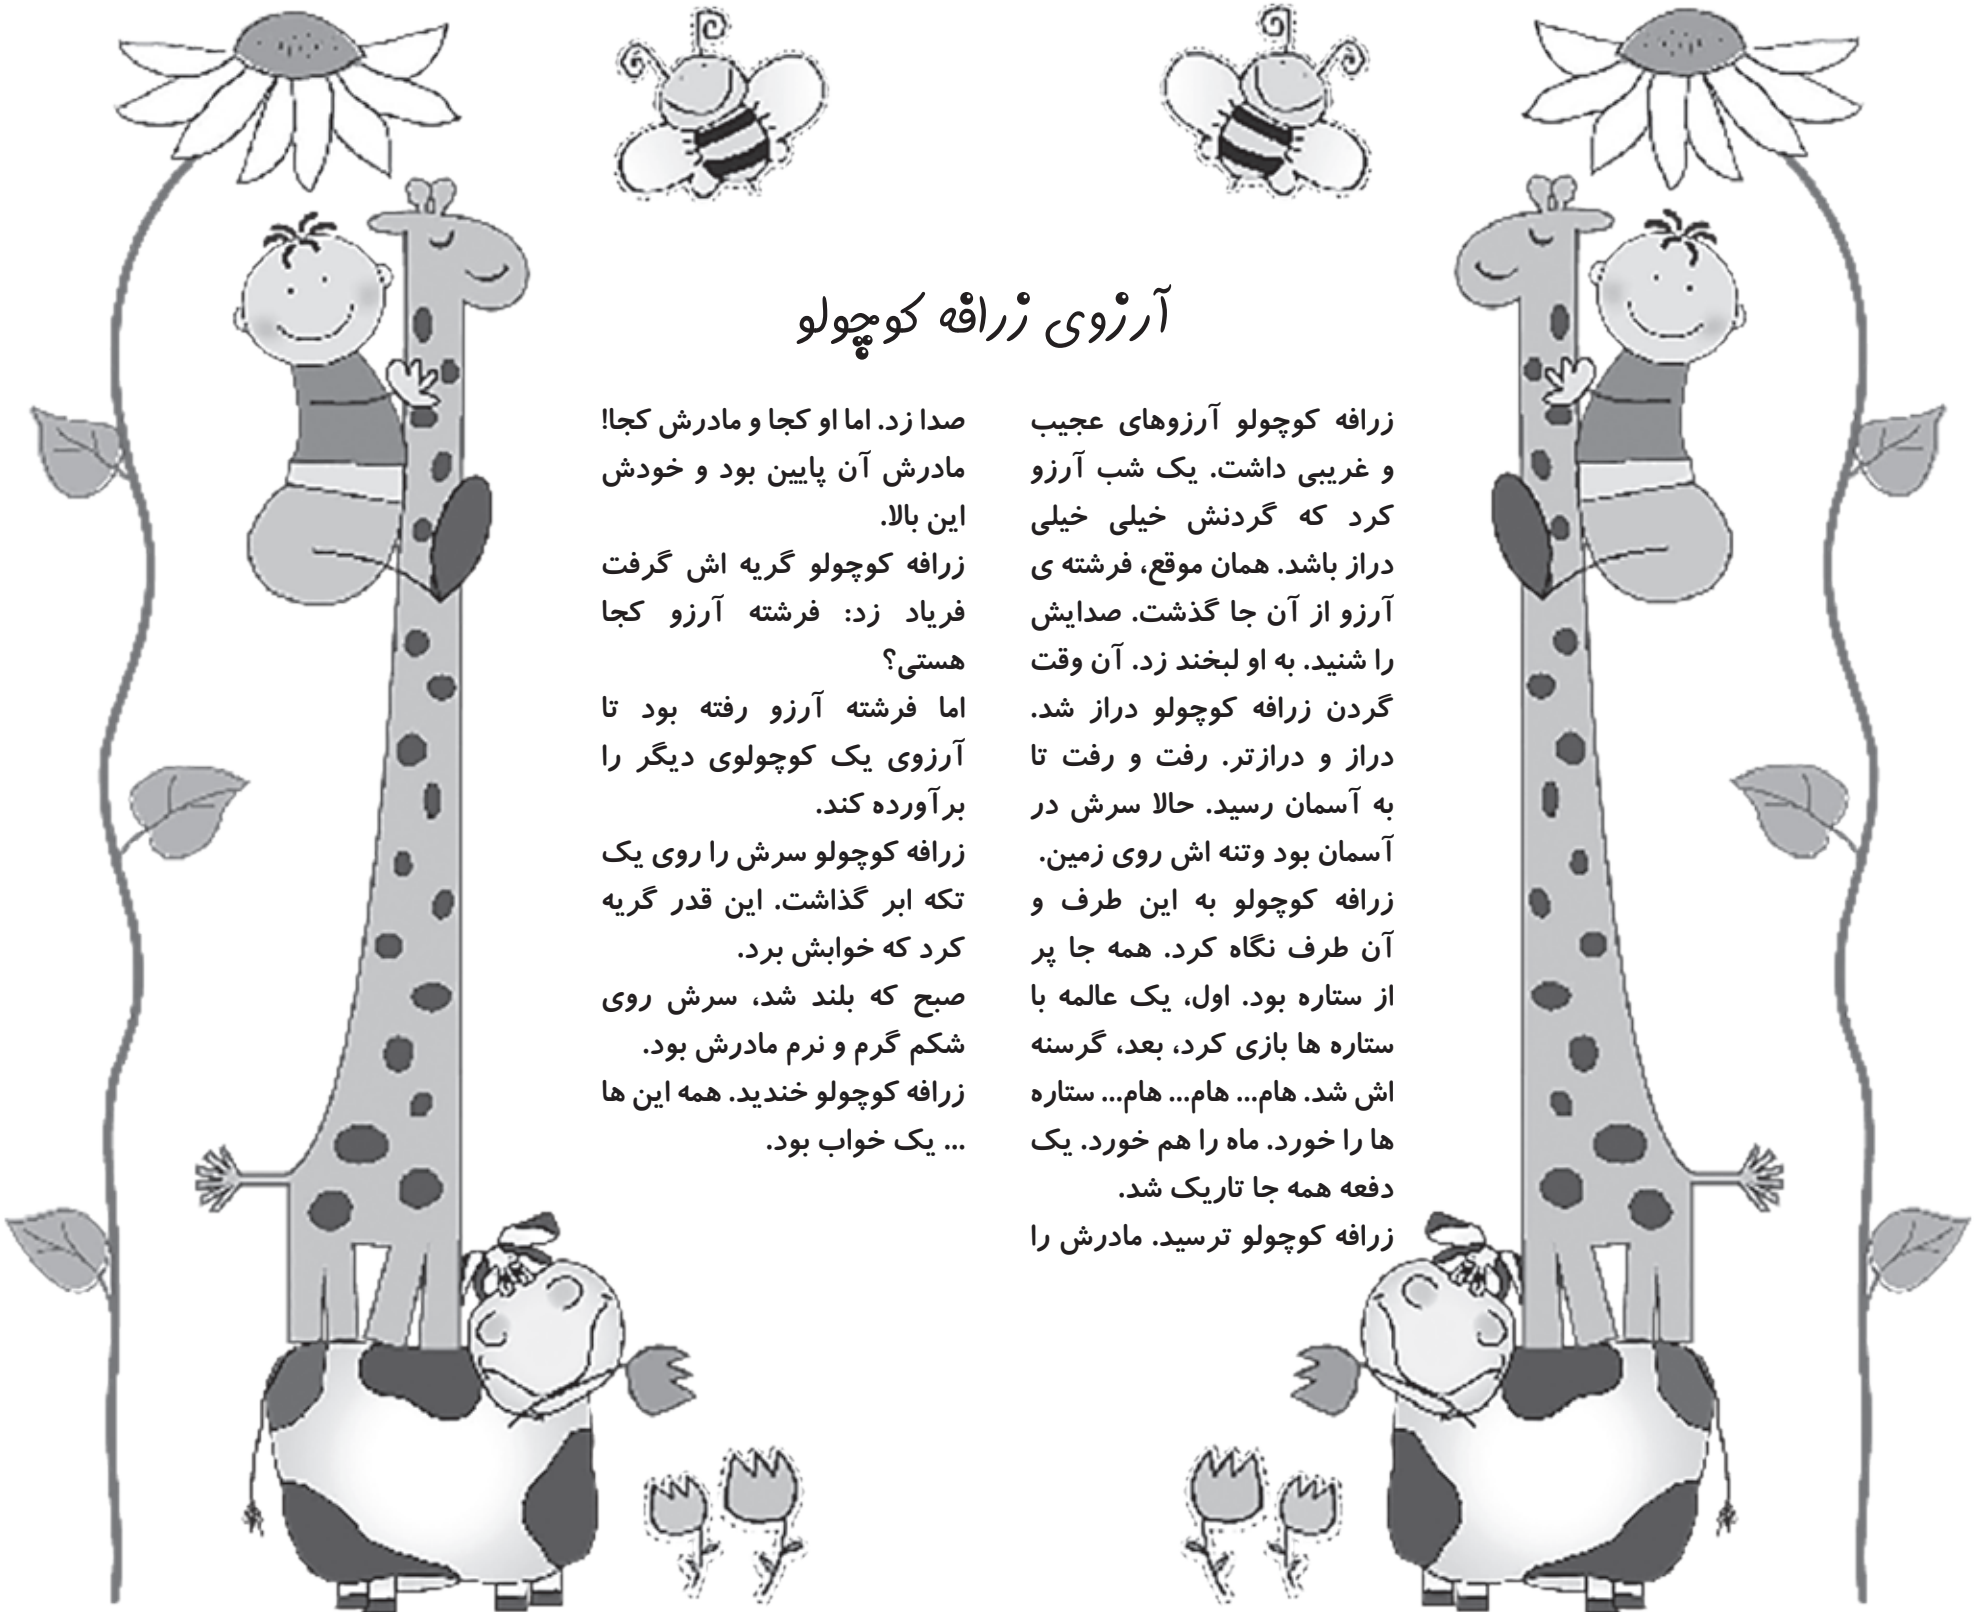 آرزوی زرافه کوچولو
زرافه کوچولو آرزوهای عجیب
و غریبی داشت. یک شب آرزو
کرد که گردنش خیلی خیلی
دراز باشد. همان موقع، فرشته ی
آرزو از آن جا گذشت. صدایش
را شنید. به او لبخند زد. آن وقت
گردن زرافه کوچولو دراز شد.
دراز و درازتر. رفت و رفت تا
به آسمان رسید. حالا سرش در
آسمان بود وتنه اش روی زمین.
زرافه کوچولو به این طرف و
آن طرف نگاه کرد. همه جا پر
از ستاره بود. اول، یک عالمه با
ستاره ها بازی کرد، بعد، گرسنه
اش شد. هام... هام... هام... ستاره
ها را خورد. ماه را هم خورد. یک
دفعه همه جا تاریک شد.
زرافه کوچولو ترسید. مادرش را
صدا زد. اما او کجا و مادرش کجا!
مادرش آن پایین بود و خودش
این بالا.
زرافه کوچولو گریه اش گرفت
فریاد زد: فرشته آرزو کجا
هستی؟
اما فرشته آرزو رفته بود تا
آرزوی یک کوچولوی دیگر را
برآورده کند.
زرافه کوچولو سرش را روی یک
تکه ابر گذاشت. این قدر گریه
کرد که خوابش برد.
صبح که بلند شد، سرش روی
شکم گرم و نرم مادرش بود.
زرافه کوچولو خندید. همه این ها
... یک خواب بود.